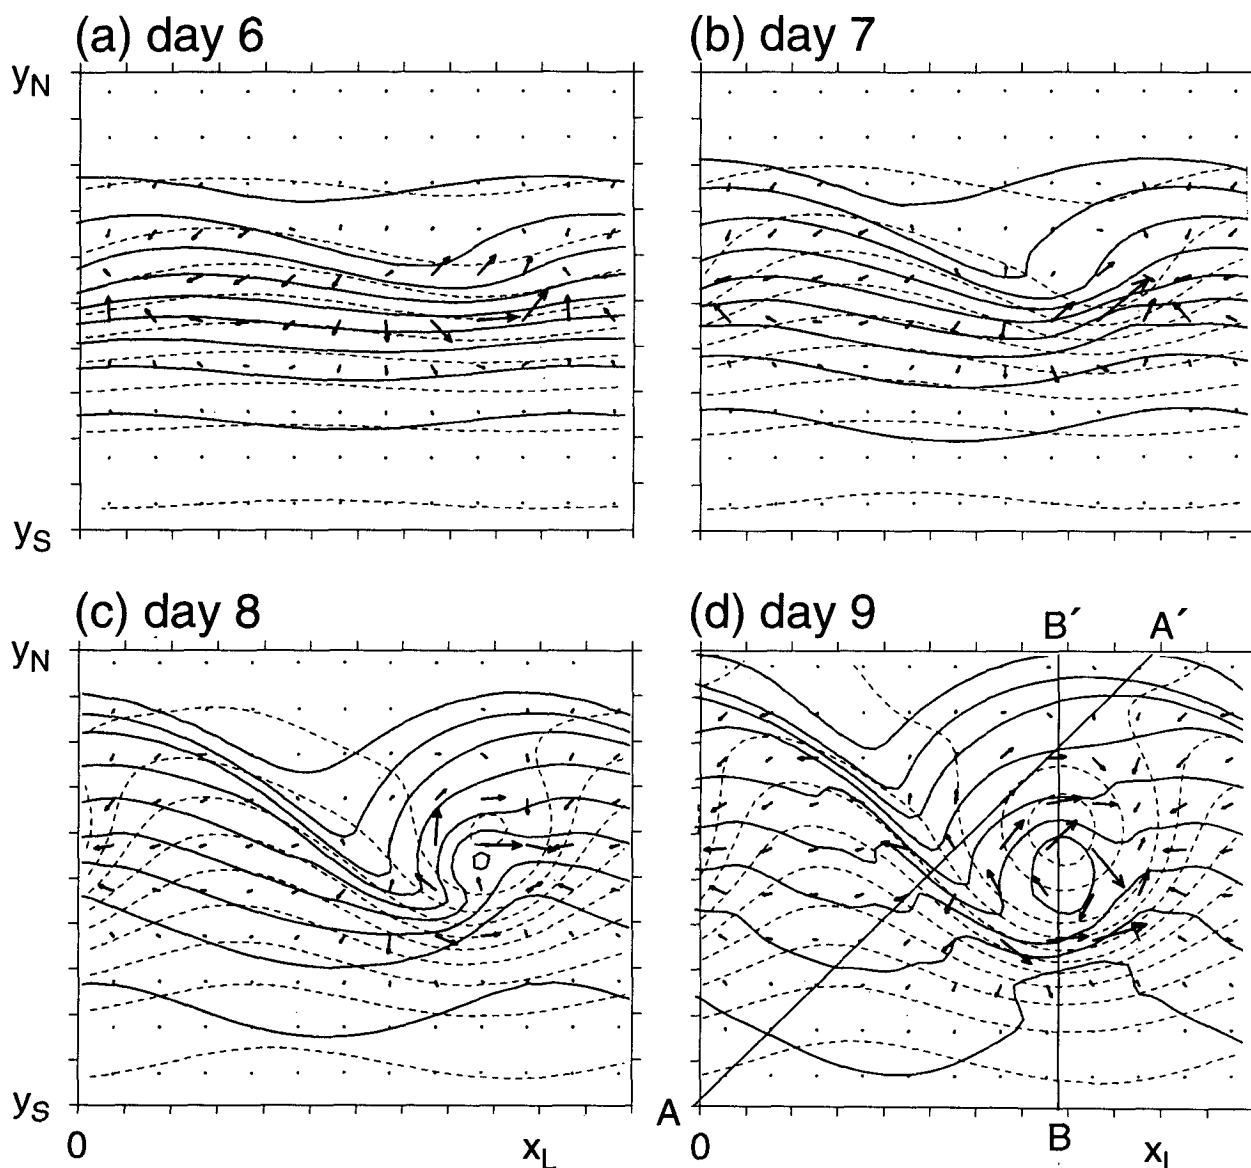 (a) day 6
(b) day 7
y_N
y_S
(c) day 8
(d) day 9
B′ A′
y_N
y_S
A
0 x_L
0 B x_L